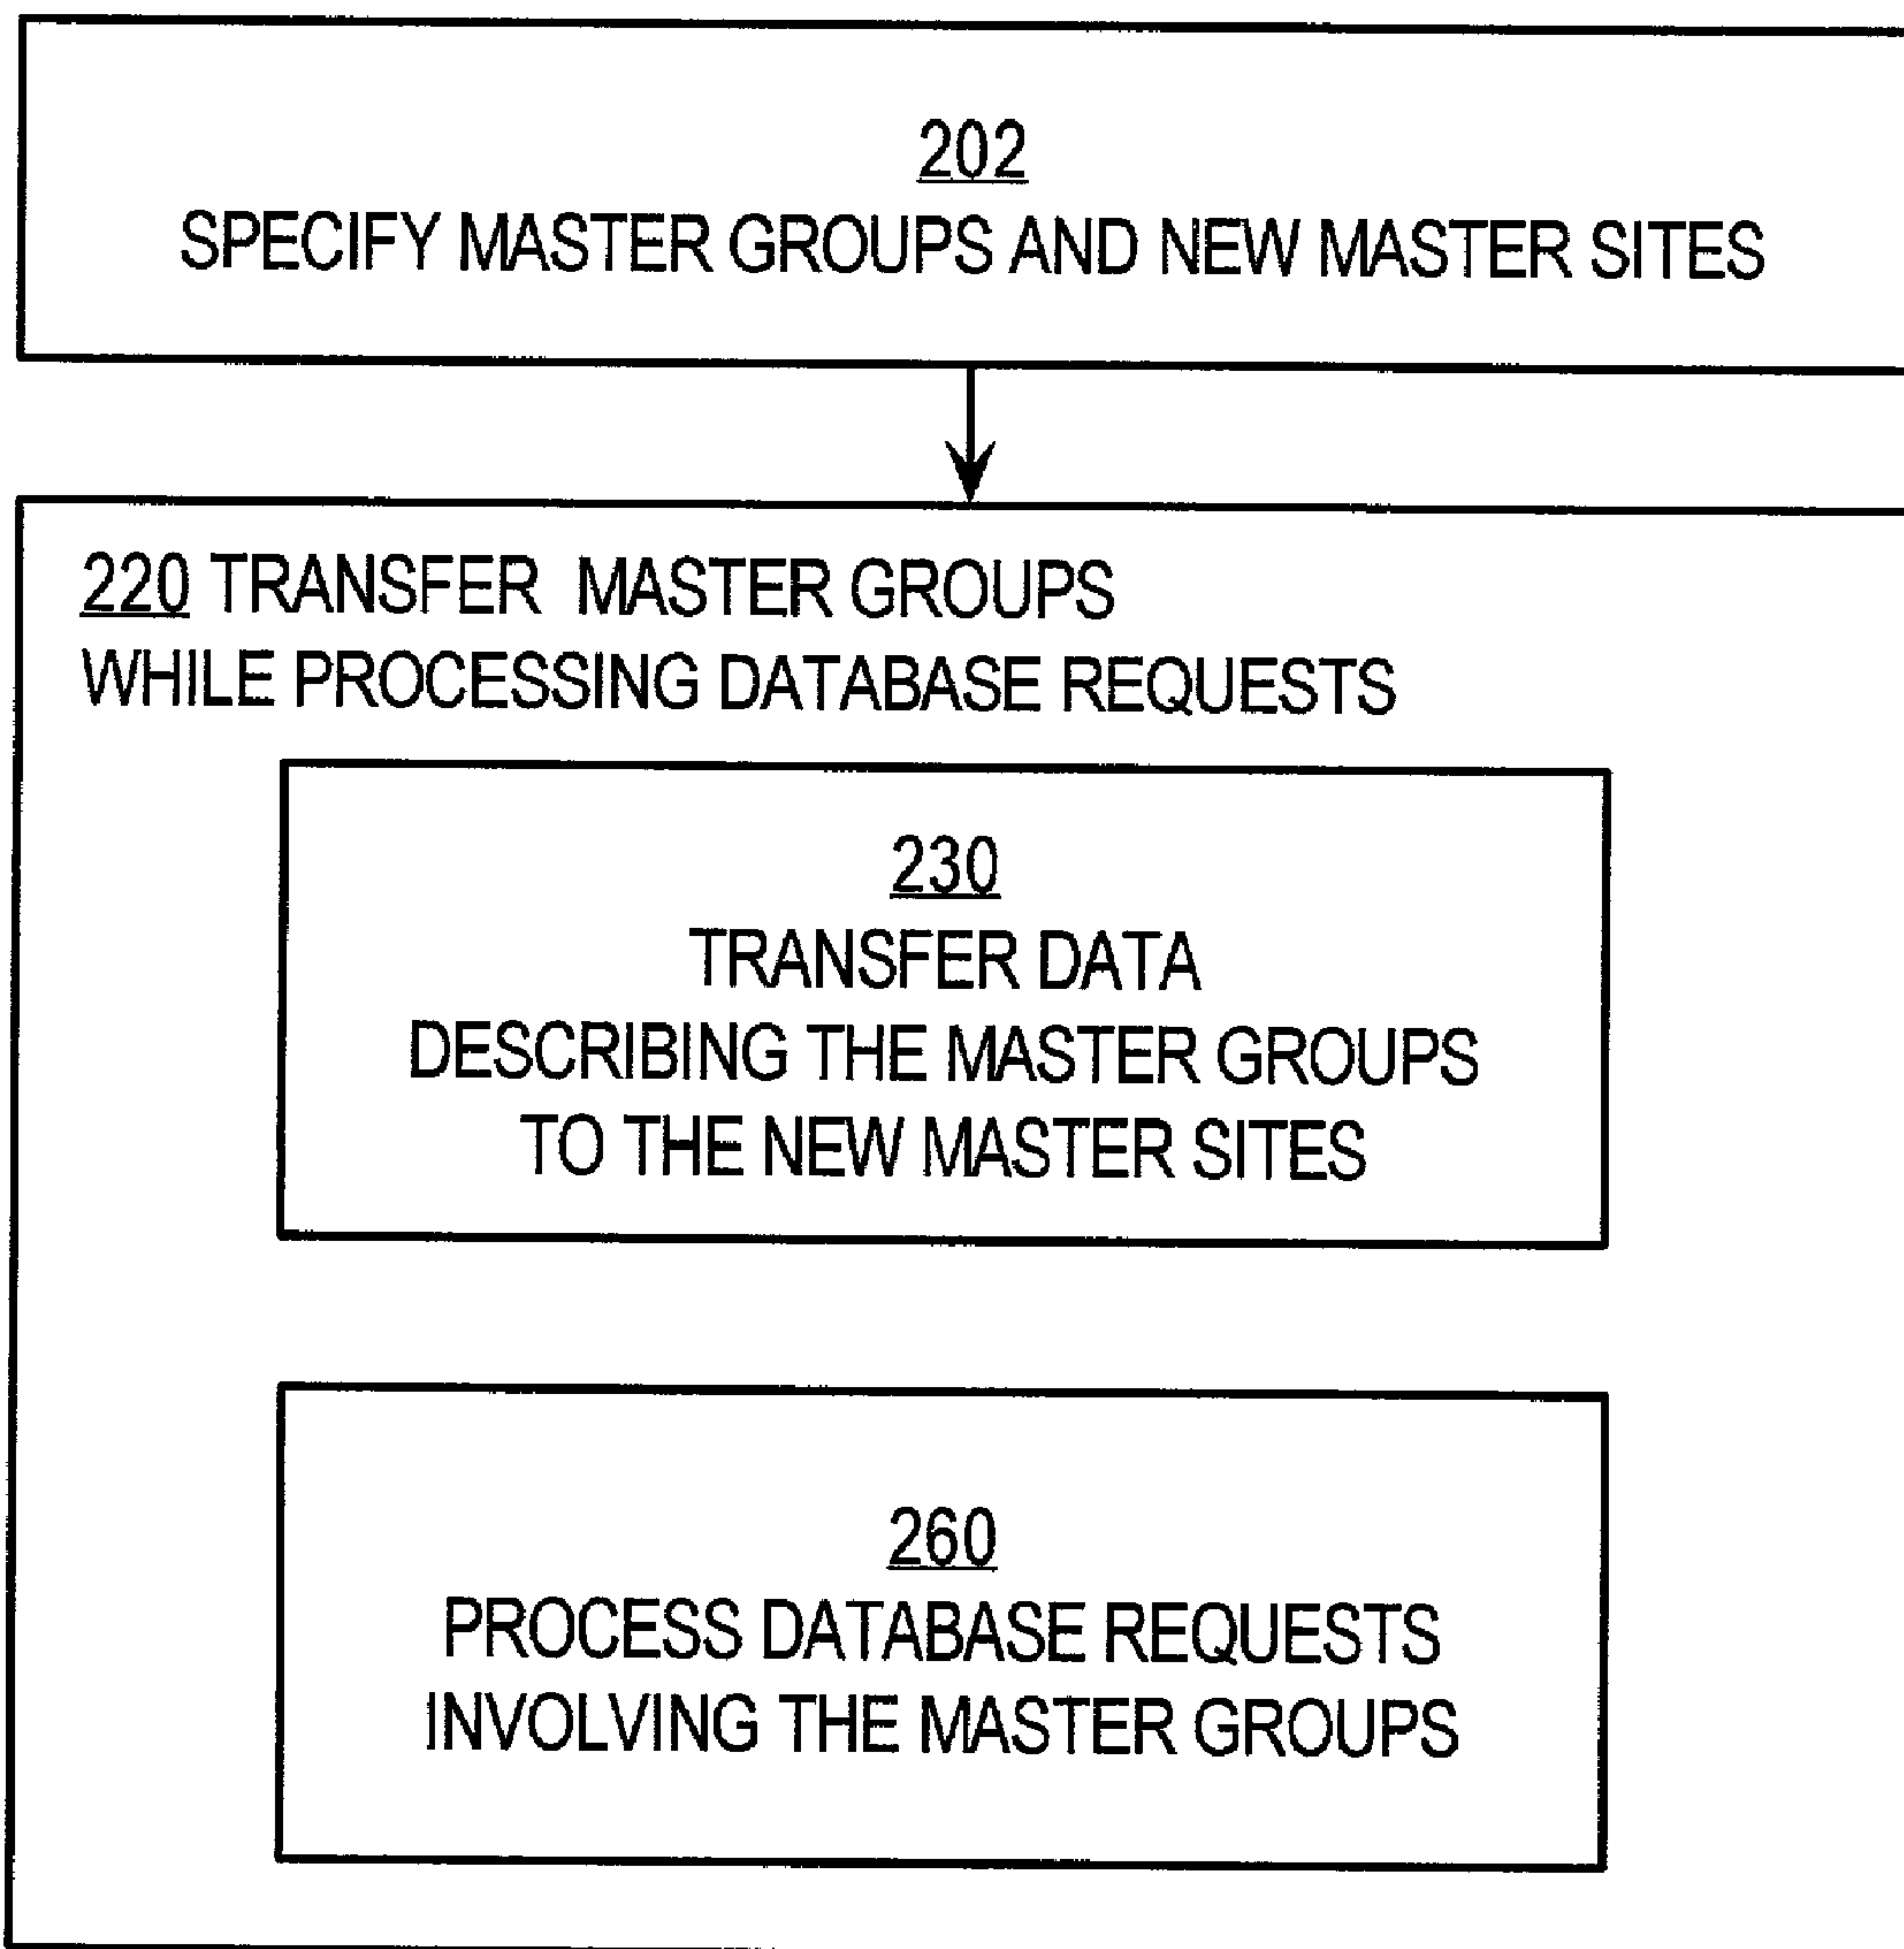 202
SPECIFY MASTER GROUPS AND NEW MASTER SITES
220 TRANSFER MASTER GROUPS
WHILE PROCESSING DATABASE REQUESTS
230
TRANSFER DATA
DESCRIBING THE MASTER GROUPS
TO THE NEW MASTER SITES
260
PROCESS DATABASE REQUESTS
INVOLVING THE MASTER GROUPS